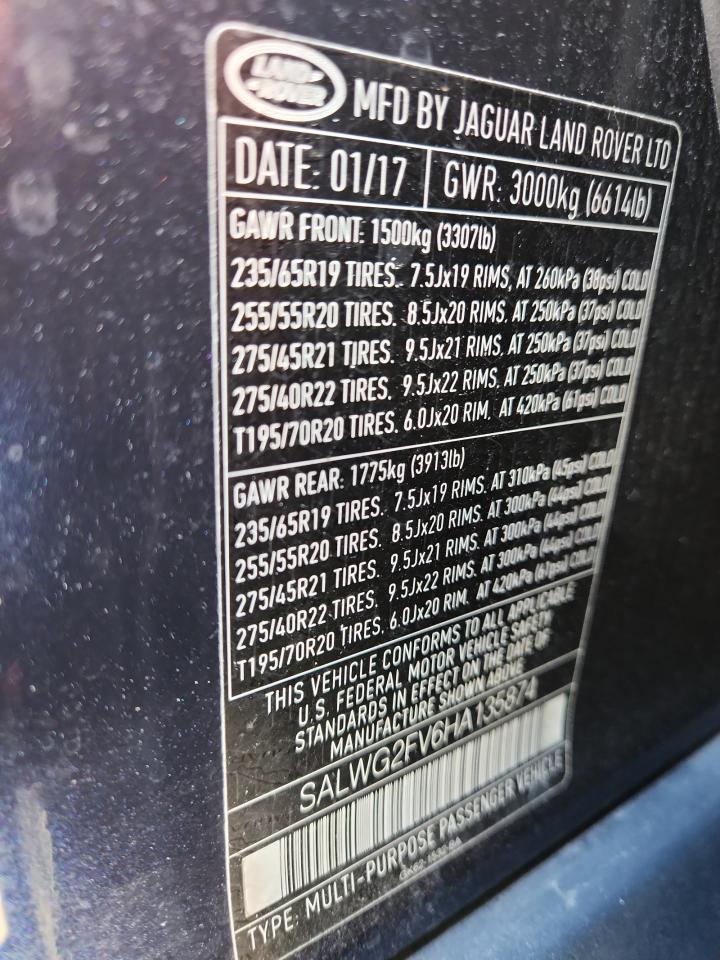 LAND ROVER
MFD BY JAGUAR LAND ROVER LTD
DATE: 01/17 GWR: 3000kg (6614lb)
GAWR FRONT: 1500kg (3307lb)
235/65R19 TIRES. 7.5Jx19 RIMS, AT 260kPa (38psi) COLD
255/55R20 TIRES. 8.5Jx20 RIMS, AT 250kPa (37psi) COLD
275/45R21 TIRES. 9.5Jx21 RIMS, AT 250kPa (37psi) COLD
275/40R22 TIRES. 9.5Jx22 RIMS, AT 250kPa (37psi) COLD
T195/70R20 TIRES. 6.0Jx20 RIM, AT 420kPa (61psi) COLD
GAWR REAR: 1775kg (3913lb)
235/65R19 TIRES. 7.5Jx19 RIMS, AT 310kPa (45psi) COLD
255/55R20 TIRES. 8.5Jx20 RIMS, AT 300kPa (44psi) COLD
275/45R21 TIRES. 9.5Jx21 RIMS, AT 300kPa (44psi) COLD
275/40R22 TIRES. 9.5Jx22 RIMS, AT 300kPa (44psi) COLD
T195/70R20 TIRES. 6.0Jx20 RIM. AT 420kPa (61psi) COLD
THIS VEHICLE CONFORMS TO ALL APPLICABLE
U.S. FEDERAL MOTOR VEHICLE SAFETY
STANDARDS IN EFFECT ON THE DATE OF
MANUFACTURE SHOWN ABOVE
SALWG2FV6HA135874
TYPE: MULTI-PURPOSE PASSENGER VEHICLE